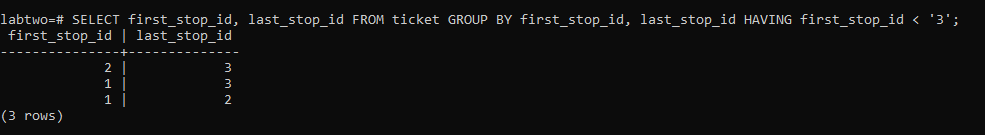 labtwo=# SELECT first_stop_id, last_stop_id FROM ticket GROUP BY first_stop_id, last_stop_id HAVING first_stop_id < '3';
 first_stop_id | last_stop_id
---------------+--------------
             2 |            3
             1 |            3
             1 |            2
(3 rows)